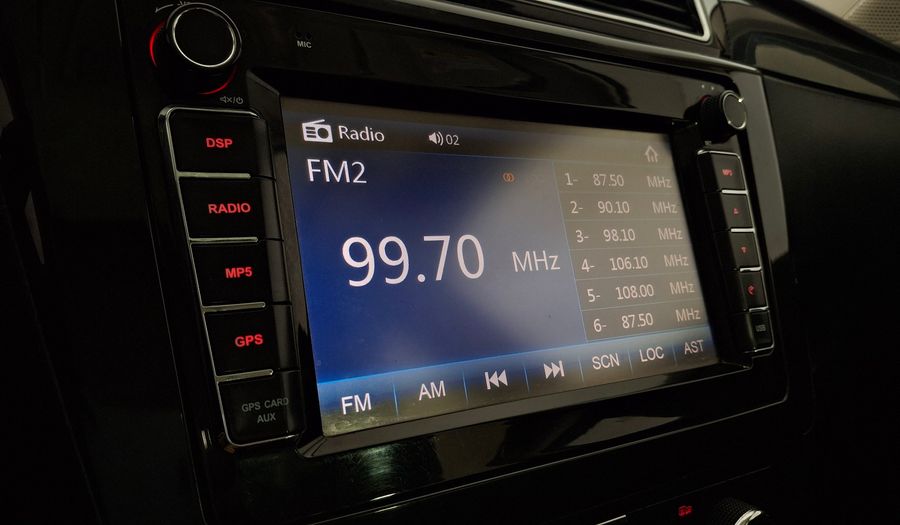 MIC
DSP
RADIO
MP5
GPS
GPS CARD
AUX
Radio 02
FM2
99.70 MHz
1- 87.50 MHz
2- 90.10 MHz
3- 98.10 MHz
4- 106.10 MHz
5- 108.00 MHz
6- 87.50 MHz
FM AM SCN LOC AST
USB